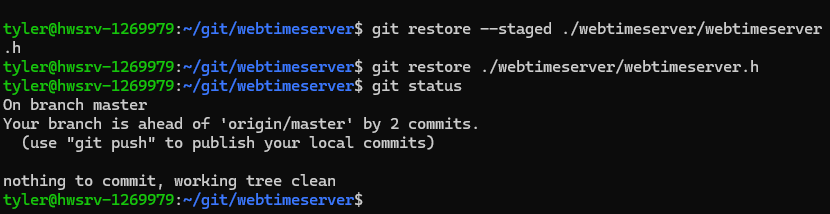 tyler@hwsrv-1269979:~/git/webtimeserver$ git restore --staged ./webtimeserver/webtimeserver
.h
tyler@hwsrv-1269979:~/git/webtimeserver$ git restore ./webtimeserver/webtimeserver.h
tyler@hwsrv-1269979:~/git/webtimeserver$ git status
On branch master
Your branch is ahead of 'origin/master' by 2 commits.
  (use "git push" to publish your local commits)

nothing to commit, working tree clean
tyler@hwsrv-1269979:~/git/webtimeserver$